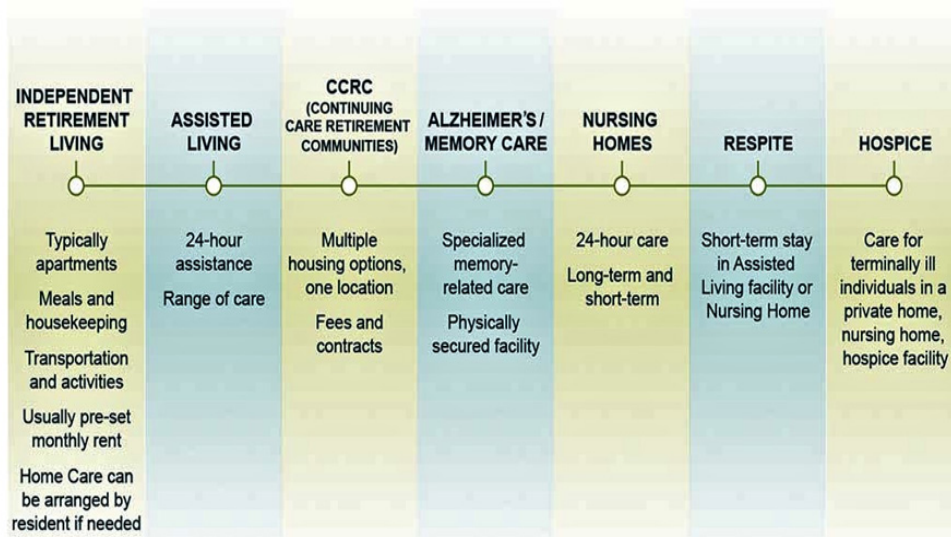 INDEPENDENT
RETIREMENT
LIVING
Typically
apartments
Meals and
housekeeping
Transportation
and activities
Usually pre-set
monthly rent
Home Care can
be arranged by
resident if needed
ASSISTED
LIVING
24-hour
assistance
Range of care
CCRC
(CONTINUING
CARE RETIREMENT
COMMUNITIES)
Multiple
housing options,
one location
Fees and
contracts
ALZHEIMER'S /
MEMORY CARE
Specialized
memory-
related care
Physically
secured facility
NURSING
HOMES
24-hour care
Long-term and
short-term
RESPITE
Short-term stay
in Assisted
Living facility or
Nursing Home
HOSPICE
Care for
terminally ill
individuals in a
private home,
nursing home,
hospice facility